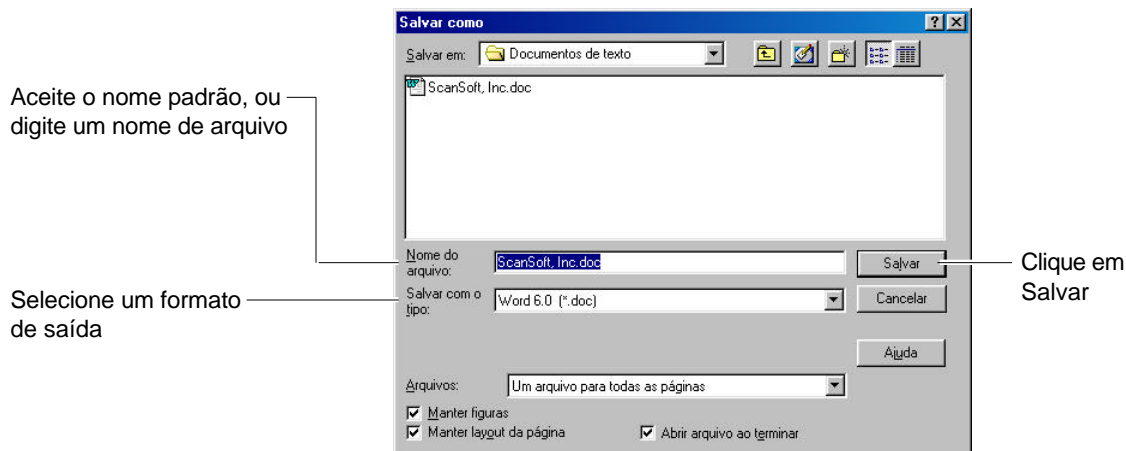 Salvar como
Salvar em: Documentos de texto
ScanSoft, Inc.doc
Aceite o nome padrão, ou
digite um nome de arquivo
Nome do
arquivo: ScanSoft, Inc.doc Salvar
Clique em
Salvar
Selecione um formato
de saída
Salvar com o
tipo: Word 6.0 (*.doc) Cancelar
Ajuda
Arquivos: Um arquivo para todas as páginas
Manter figuras
Manter layout da página Abrir arquivo ao terminar